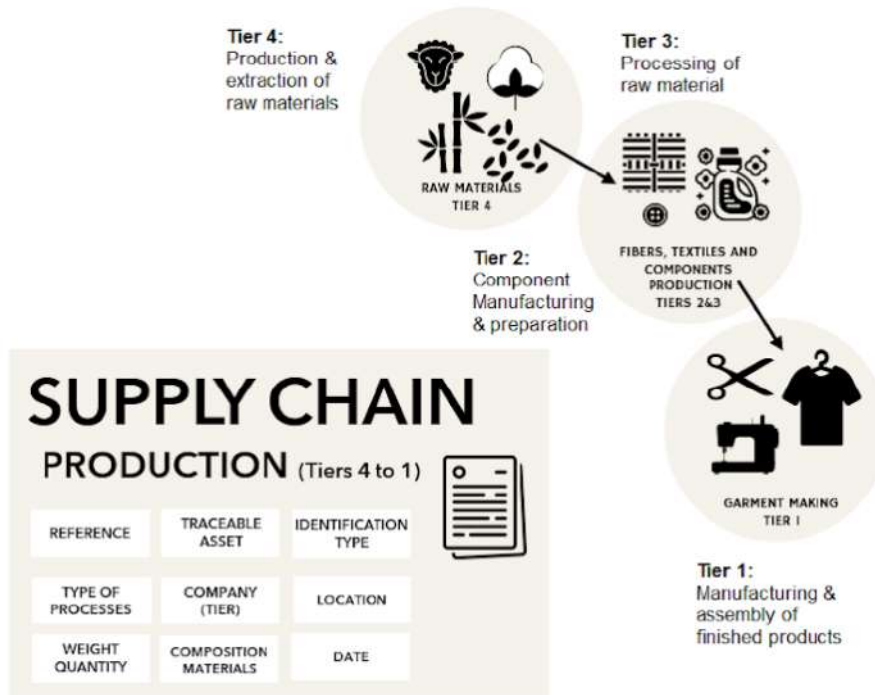 Tier 4:
Production &
extraction of
raw materials
RAW MATERIALS
TIER 4
Tier 3:
Processing of
raw material
Tier 2:
Component
Manufacturing
& preparation
FIBERS, TEXTILES AND
COMPONENTS
PRODUCTION
TIERS 2&3
GARMENT MAKING
TIER I
Tier 1:
Manufacturing &
assembly of
finished products
SUPPLY CHAIN
PRODUCTION (Tiers 4 to 1)
REFERENCE
TRACEABLE
ASSET
IDENTIFICATION
TYPE
TYPE OF
PROCESSES
COMPANY
(TIER)
LOCATION
WEIGHT
QUANTITY
COMPOSITION
MATERIALS
DATE